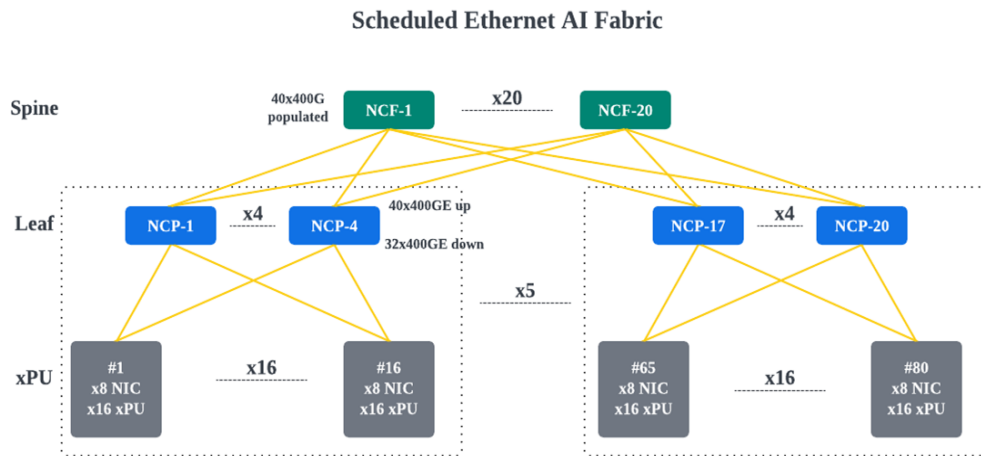 Scheduled Ethernet AI Fabric
Spine
40x400G
populated
NCF-1
x20
NCF-20
Leaf
NCP-1
x4
NCP-4
40x400GE up
32x400GE down
NCP-17
x4
NCP-20
x5
xPU
#1
x8 NIC
x16 xPU
x16
#16
x8 NIC
x16 xPU
#65
x8 NIC
x16 xPU
x16
#80
x8 NIC
x16 xPU